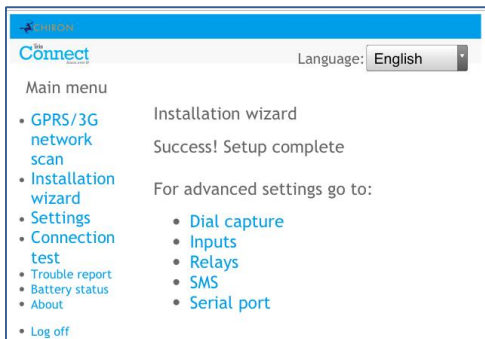 CHIRON
Iris
Connect
Language: English
Main menu
GPRS/3G
network
scan
Installation
wizard
Settings
Connection
test
Trouble report
Battery status
About
Log off
Installation wizard
Success! Setup complete
For advanced settings go to:
Dial capture
Inputs
Relays
SMS
Serial port